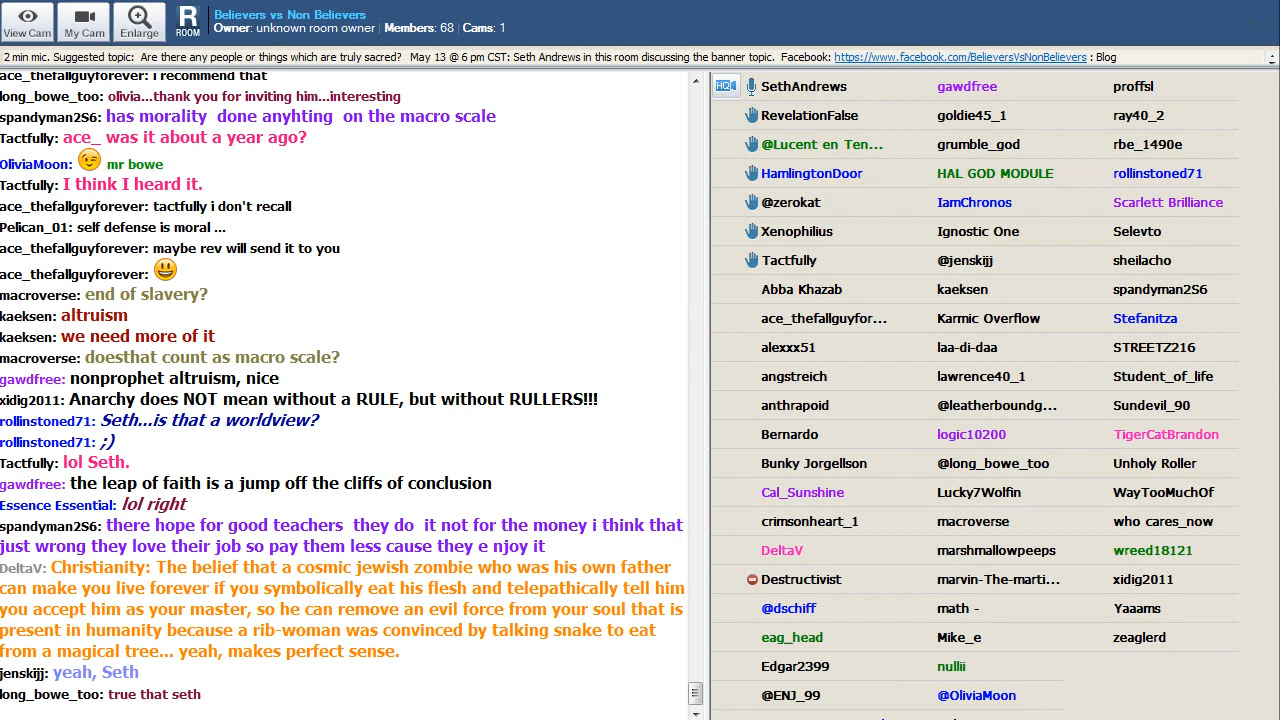 View Cam
My Cam
Enlarge
R
ROOM
Believers vs Non Believers
Owner: unknown room owner | Members: 68 | Cams: 1
2 min mic. Suggested topic: Are there any people or things which are truly sacred? May 13 @ 6 pm CST: Seth Andrews in this room discussing the banner topic. Facebook: https://www.facebook.com/BelieversVsNonBelievers : Blog
ace_thefallguyforever: i recommend that
long_bowe_too: olivia...thank you for inviting him...interesting
spandyman2S6: has morality done anyhting on the macro scale
Tactfully: ace_ was it about a year ago?
OliviaMoon: mr bowe
Tactfully: I think I heard it.
ace_thefallguyforever: tactfully i don't recall
Pelican_01: self defense is moral ...
ace_thefallguyforever: maybe rev will send it to you
ace_thefallguyforever:
macroverse: end of slavery?
kaeksen: altruism
kaeksen: we need more of it
macroverse: doesthat count as macro scale?
gawdfree: nonprophet altruism, nice
xidig2011: Anarchy does NOT mean without a RULE, but without RULLERS!!!
rollinstoned71: Seth...is that a worldview?
rollinstoned71: ;)
Tactfully: lol Seth.
gawdfree: the leap of faith is a jump off the cliffs of conclusion
Essence Essential: lol right
spandyman2S6: there hope for good teachers they do it not for the money i think that
just wrong they love their job so pay them less cause they e njoy it
DeltaV: Christianity: The belief that a cosmic jewish zombie who was his own father
can make you live forever if you symbolically eat his flesh and telepathically tell him
you accept him as your master, so he can remove an evil force from your soul that is
present in humanity because a rib-woman was convinced by talking snake to eat
from a magical tree... yeah, makes perfect sense.
jenskijj: yeah, Seth
long_bowe_too: true that seth
HQ
SethAndrews gawdfree proffsl
RevelationFalse goldie45_1 ray40_2
@Lucent en Ten... grumble_god rbe_1490e
HamlingtonDoor HAL GOD MODULE rollinstoned71
@zerokat IamChronos Scarlett Brilliance
Xenophilius Ignostic One Selevto
Tactfully @jenskijj sheilacho
Abba Khazab kaeksen spandyman2S6
ace_thefallguyfor... Karmic Overflow Stefanitza
alexxx51 laa-di-daa STREETZ216
angstreich lawrence40_1 Student_of_life
anthrapoid @leatherboundg... Sundevil_90
Bernardo logic10200 TigerCatBrandon
Bunky Jorgellson @long_bowe_too Unholy Roller
Cal_Sunshine Lucky7Wolfin WayTooMuchOf
crimsonheart_1 macroverse who cares_now
DeltaV marshmallowpeeps wreed18121
Destructivist marvin-The-marti... xidig2011
@dschiff math - Yaaams
eag_head Mike_e zeaglerd
Edgar2399 nullii
@ENJ_99 @OliviaMoon